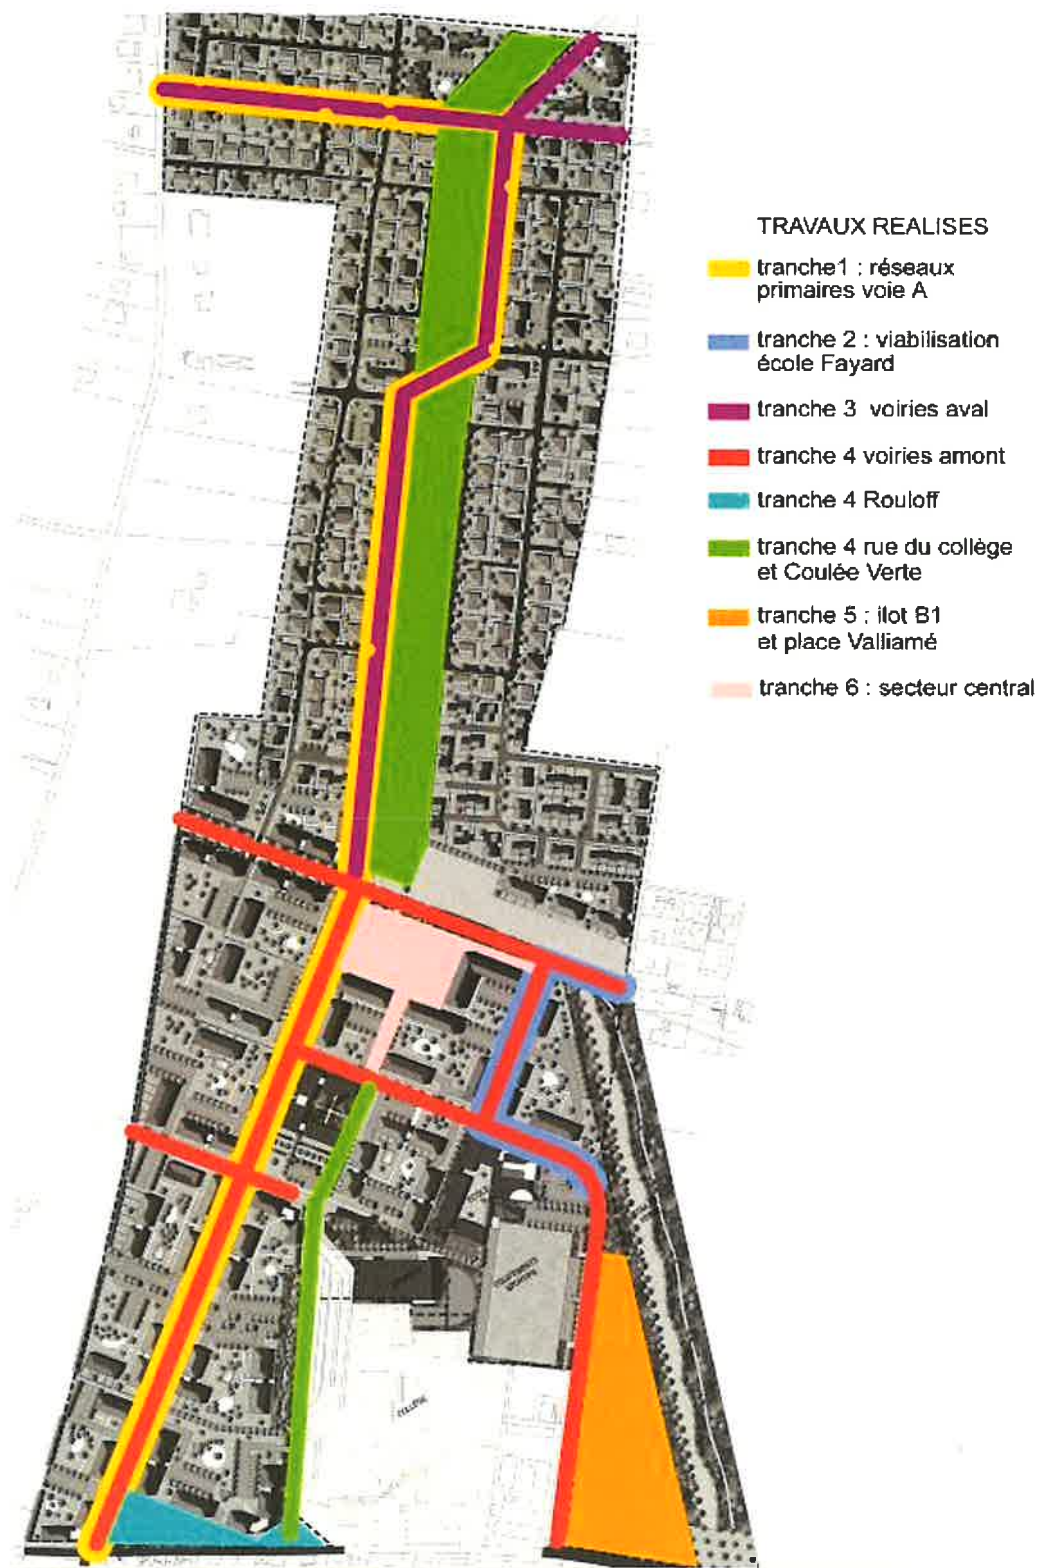 TRAVAUX REALISES
tranche1 : réseaux
primaires voie A
tranche 2 : viabilisation
école Fayard
tranche 3 voiries aval
tranche 4 voiries amont
tranche 4 Rouloff
tranche 4 rue du collège
et Coulée Verte
tranche 5 : ilot B1
et place Valliamé
tranche 6 : secteur central
COLLÈGE